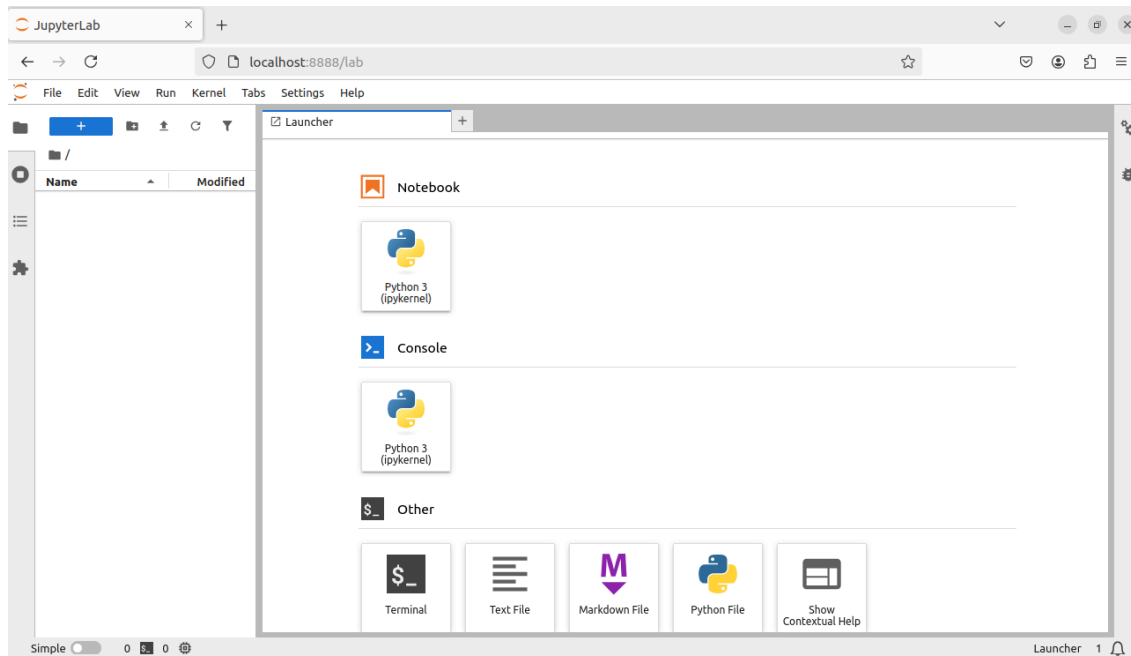 JupyterLab
localhost:8888/lab
File Edit View Run Kernel Tabs Settings Help
Launcher
/
Name Modified
Notebook
Python 3
(ipykernel)
Console
Python 3
(ipykernel)
$_ Other
$_
M
Terminal Text File Markdown File Python File Show
Contextual Help
Simple 0 $_ 0 Launcher 1